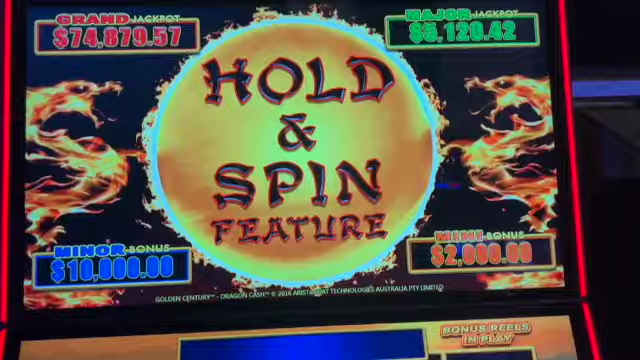 GRAND JACKPOT
$74,879.57
MAJOR JACKPOT
$8,120.42
HOLD
&
SPIN
FEATURE
MINOR BONUS
$10,000.00
MINI BONUS
$2,000.00
GOLDEN CENTURY™ - DRAGON CASH™ © 2016 ARISTOCRAT TECHNOLOGIES AUSTRALIA PTY LIMITED
BONUS REELS
IN PLAY